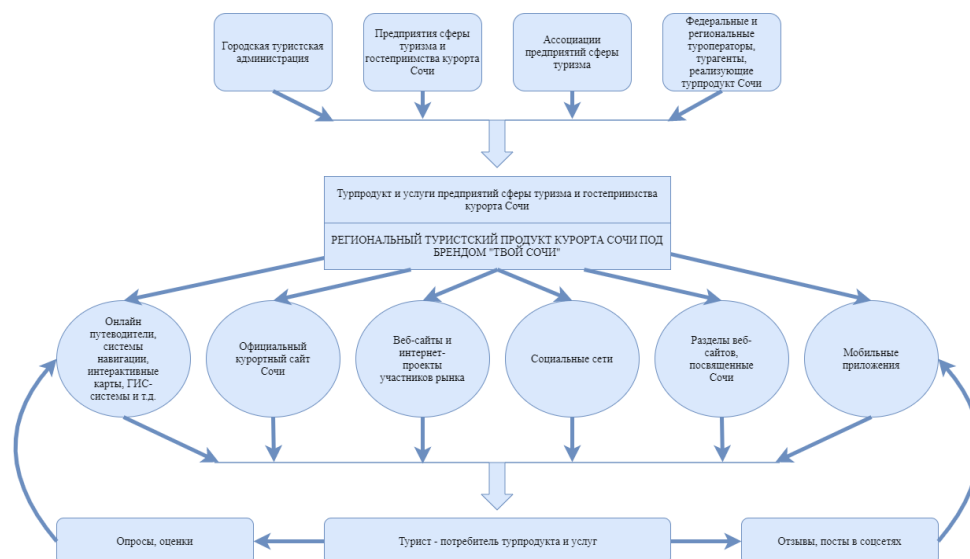 Городская туристская
администрация
Предприятия сферы
туризма и
гостеприимства курорта
Сочи
Ассоциации
предприятий сферы
туризма
Федеральные и
региональные
туроператоры,
турагенты,
реализующие
турпродукт Сочи
Турпродукт и услуги предприятий сферы туризма и гостеприимства
курорта Сочи
РЕГИОНАЛЬНЫЙ ТУРИСТСКИЙ ПРОДУКТ КУРОРТА СОЧИ ПОД
БРЕНДОМ "ТВОЙ СОЧИ"
Онлайн
путеводители,
системы
навигации,
интерактивные
карты, ГИС-
системы и т.д.
Официальный
курортный сайт
Сочи
Веб-сайты и
интернет-
проекты
участников рынка
Социальные сети
Разделы веб-
сайтов,
посвященные
Сочи
Мобильные
приложения
Опросы, оценки
Турист - потребитель турпродукта и услуг
Отзывы, посты в соцсетях